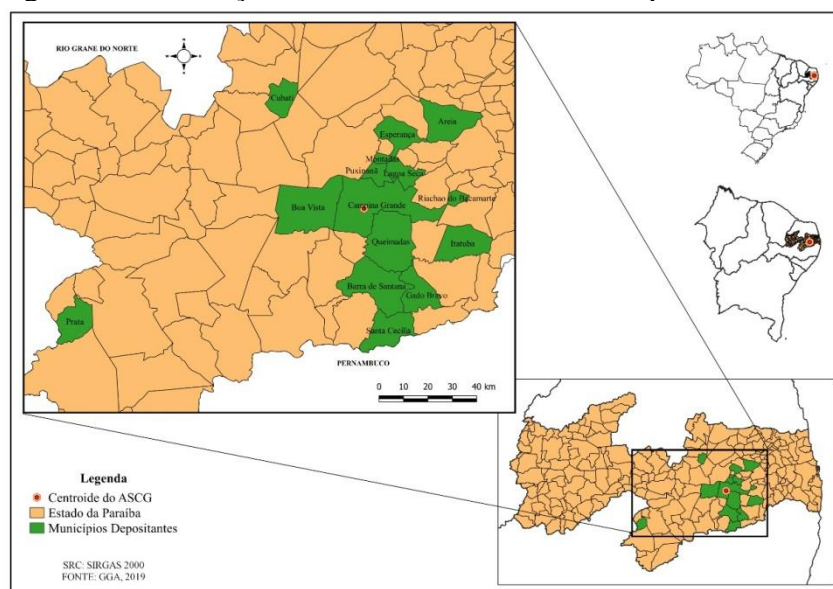 RIO GRANE DO NORTE
Cubati
Areia
Esperança
Montadas
Puxinanã
Lagoa Seca
Riachao do Bacamarte
Boa Vista
Campina Grande
Queimadas
Itatuba
Barra de Santana
Gado Bravo
Prata
Santa Cecília
PERNAMBUCO
0 10 20 30 40 km
Legenda
Centroide do ASCG
Estado da Paraíba
Municípios Depositantes
SRC: SIRGAS 2000
FONTE: GGA, 2019